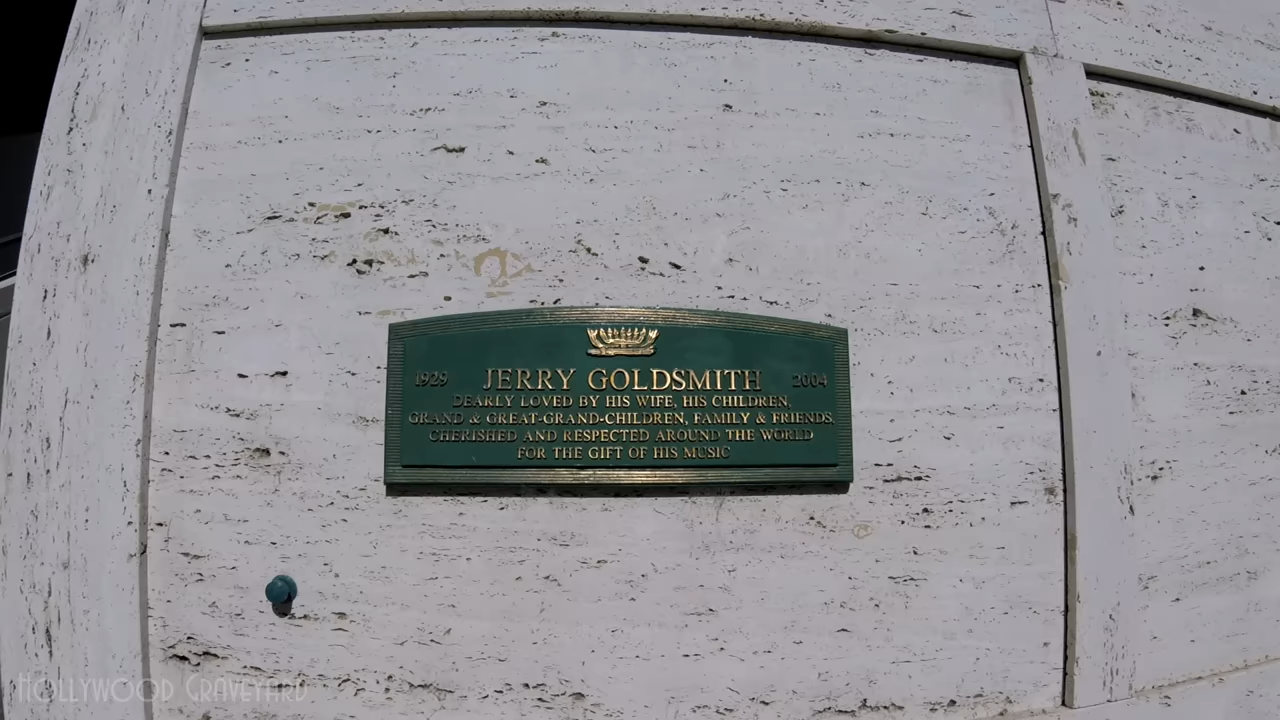 1929 JERRY GOLDSMITH 2004
DEARLY LOVED BY HIS WIFE, HIS CHILDREN,
GRAND & GREAT-GRAND-CHILDREN, FAMILY & FRIENDS,
CHERISHED AND RESPECTED AROUND THE WORLD
FOR THE GIFT OF HIS MUSIC
HOLLYWOOD GRAVEYARD